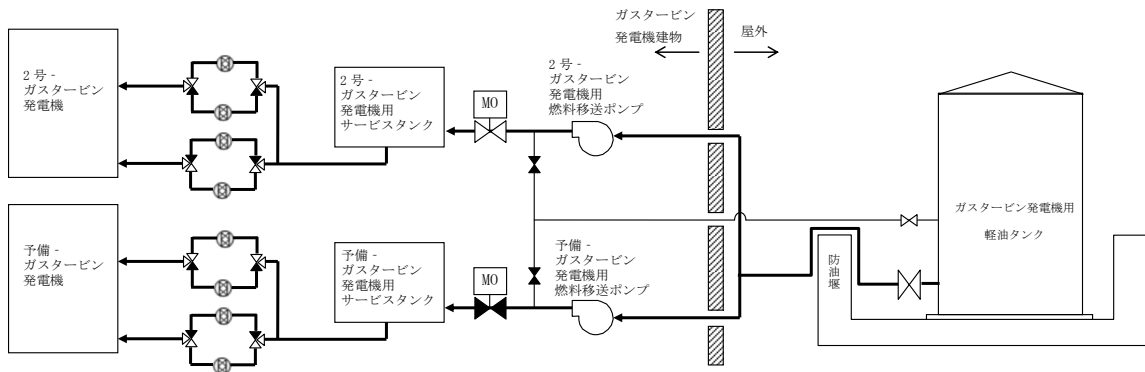 ガスタービン
発電機建物
屋外
2号‐
ガスタービン
発電機
2号‐
ガスタービン
発電機用
サービスタンク
MO
2号‐
ガスタービン
発電機用
燃料移送ポンプ
ガスタービン発電機用
軽油タンク
防油堰
予備‐
ガスタービン
発電機
予備‐
ガスタービン
発電機用
サービスタンク
MO
予備‐
ガスタービン
発電機用
燃料移送ポンプ